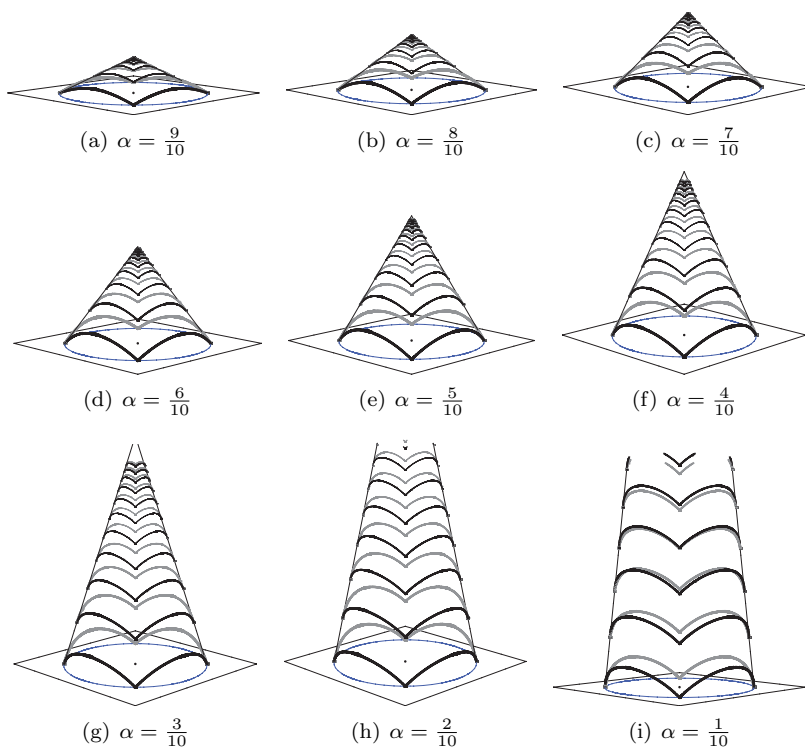 (a) α = 9/10
(b) α = 8/10
(c) α = 7/10
(d) α = 6/10
(e) α = 5/10
(f) α = 4/10
(g) α = 3/10
(h) α = 2/10
(i) α = 1/10